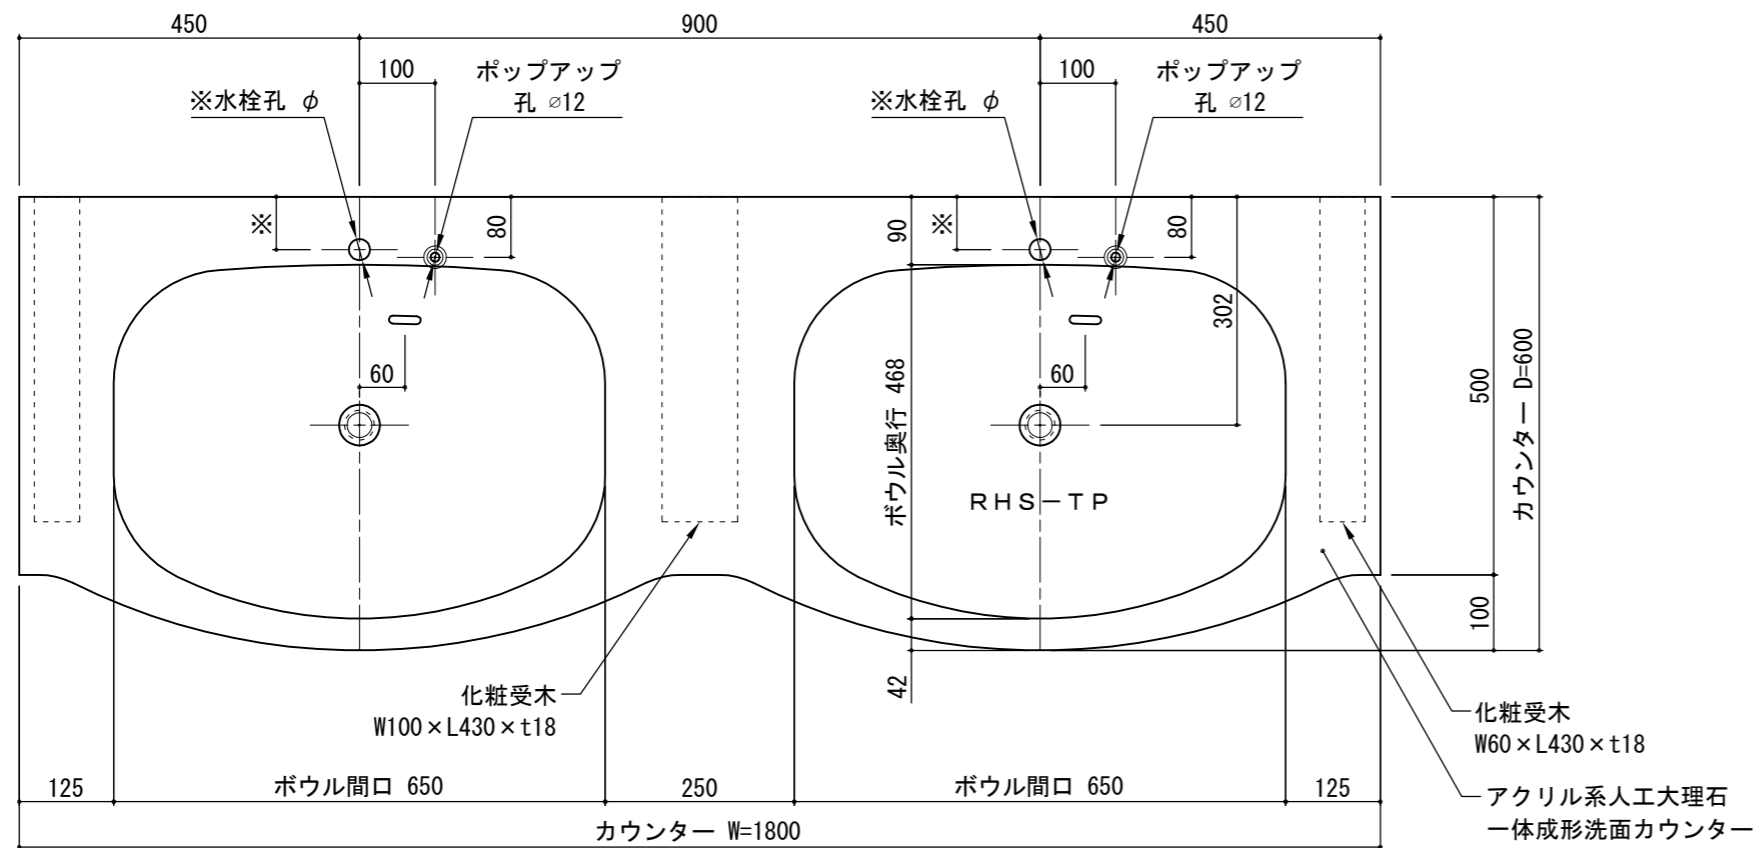 450
900
450
100
ポップアップ
孔 ⌀12
※水栓孔 φ
100
ポップアップ
孔 ⌀12
※水栓孔 φ
※
80
90
※
80
302
60
60
ボウル奥行 468
500
カウンター D=600
RHS-TP
100
42
化粧受木
W100×L430×t18
化粧受木
W60×L430×t18
125
ボウル間口 650
250
ボウル間口 650
125
アクリル系人工大理石
一体成形洗面カウンター
カウンター W=1800